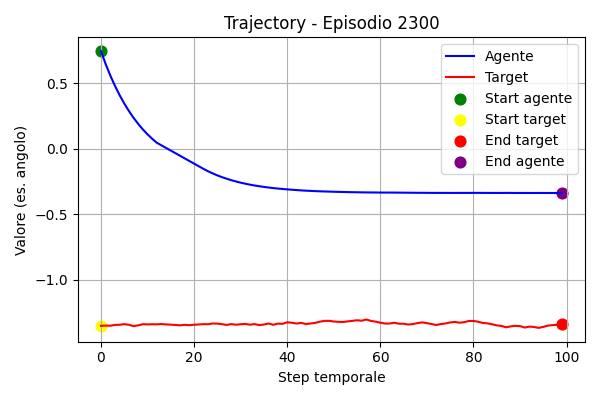 Trajectory - Episodio 2300
Agente
Target
Start agente
Start target
End target
End agente
Valore (es. angolo)
0.5
0.0
−0.5
−1.0
0 20 40 60 80 100
Step temporale